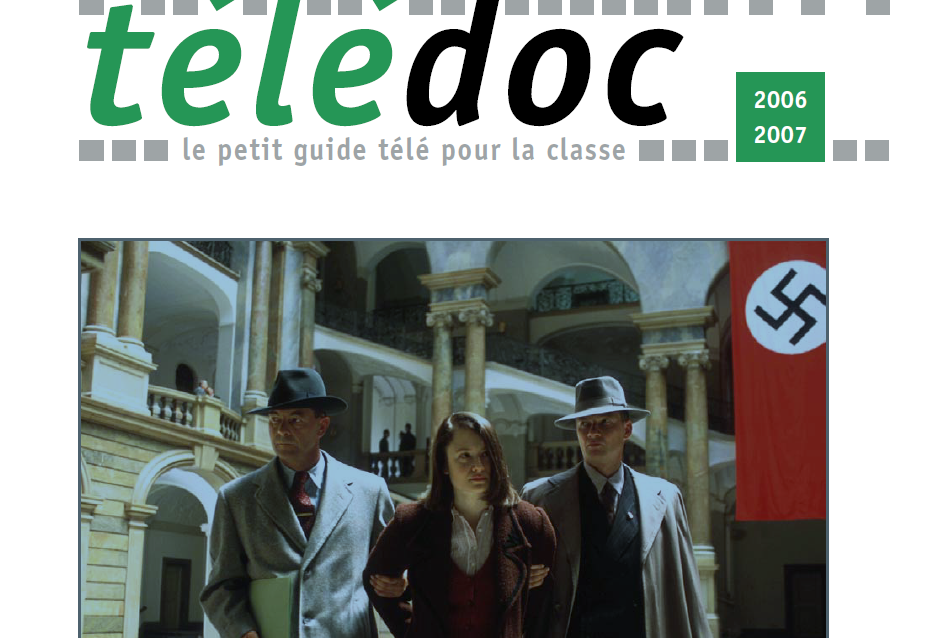 télédoc
2006
2007
le petit guide télé pour la classe